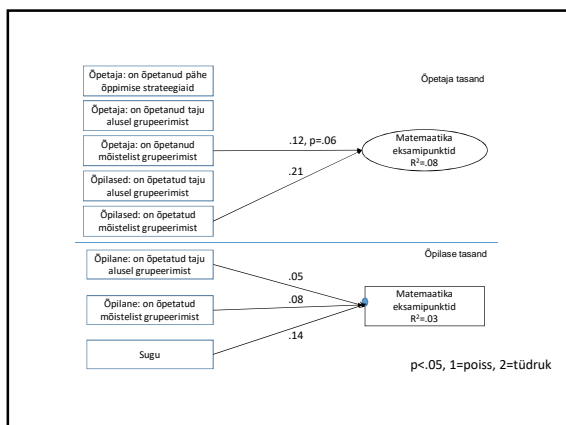 Õpetaja: on õpetanud pähe
õppimise strateegiaid
Õpetaja tasand
Õpetaja: on õpetanud taju
alusel grupeerimist
Õpetaja: on õpetanud
mõistelist grupeerimist
.12, p=.06
Matemaatika
eksamipunktid
R²=.08
Õpilased: on õpetatud taju
alusel grupeerimist
.21
Õpilased: on õpetatud
mõistelist grupeerimist
Õpilase tasand
Õpilane: on õpetatud taju
alusel grupeerimist
.05
Õpilane: on õpetatud
mõistelist grupeerimist
.08
Matemaatika
eksamipunktid
R²=.03
.14
Sugu
p<.05, 1=poiss, 2=tüdruk